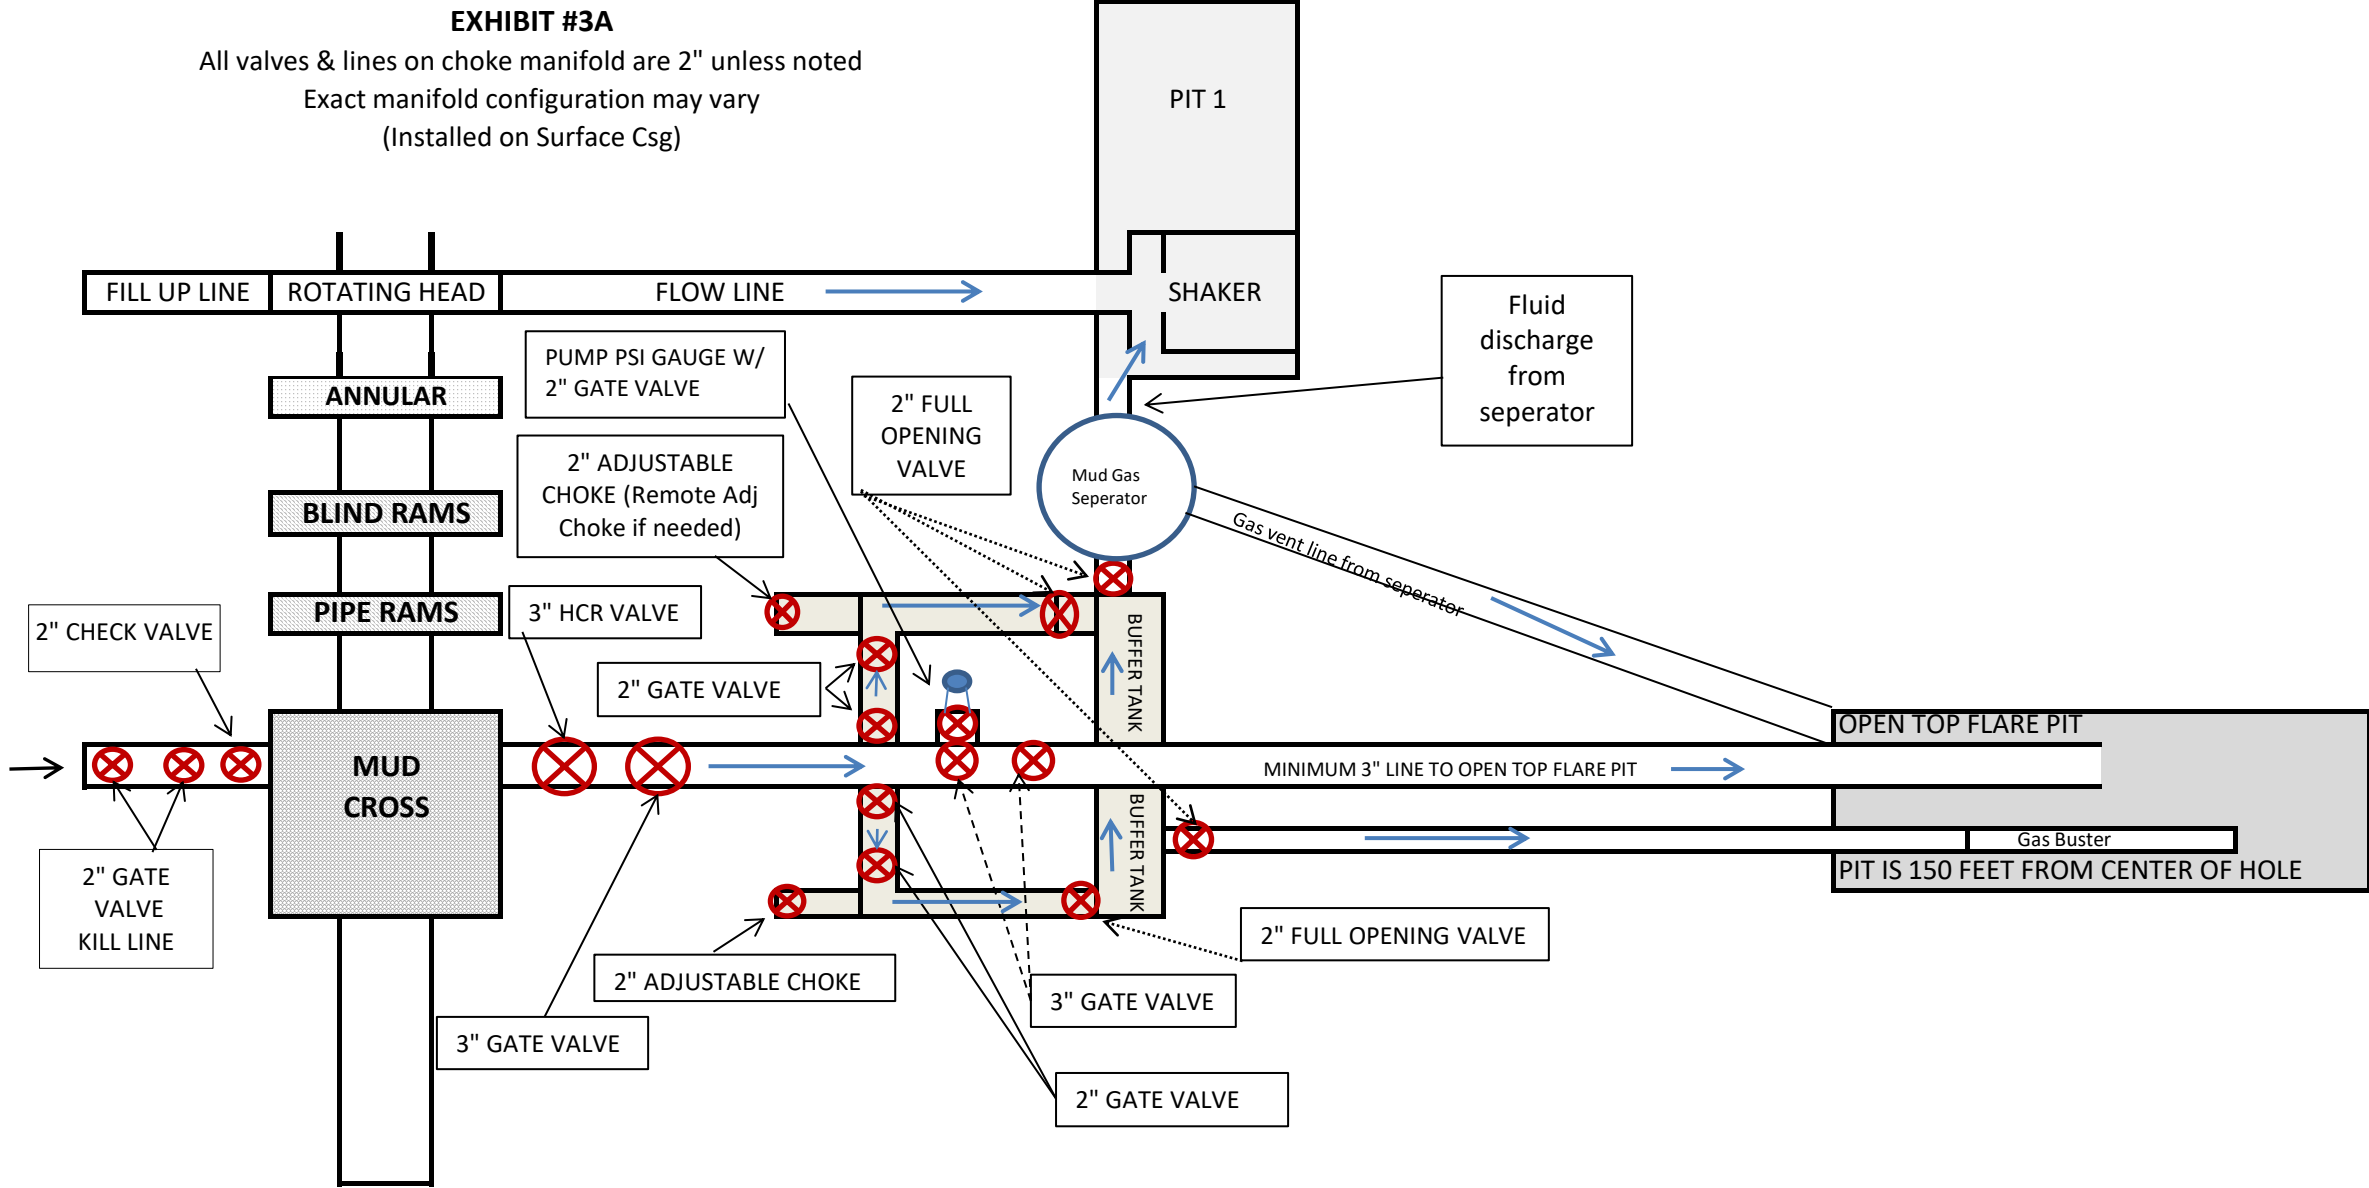 EXHIBIT #3A
All valves & lines on choke manifold are 2" unless noted
Exact manifold configuration may vary
(Installed on Surface Csg)
PIT 1
FILL UP LINE
ROTATING HEAD
FLOW LINE
SHAKER
Fluid
discharge
from
seperator
PUMP PSI GAUGE W/
2" GATE VALVE
ANNULAR
2" FULL
OPENING
VALVE
2" ADJUSTABLE
CHOKE (Remote Adj
Choke if needed)
Mud Gas
Seperator
BLIND RAMS
Gas vent line from seperator
PIPE RAMS
3" HCR VALVE
2" CHECK VALVE
BUFFER TANK
2" GATE VALVE
OPEN TOP FLARE PIT
MUD
CROSS
MINIMUM 3" LINE TO OPEN TOP FLARE PIT
BUFFER TANK
Gas Buster
PIT IS 150 FEET FROM CENTER OF HOLE
2" GATE
VALVE
KILL LINE
2" FULL OPENING VALVE
2" ADJUSTABLE CHOKE
3" GATE VALVE
3" GATE VALVE
2" GATE VALVE